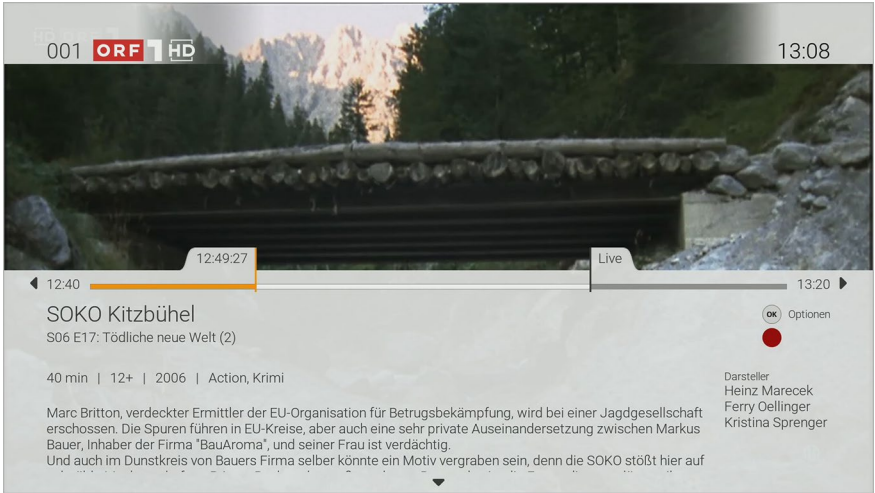 001 ORF 1 HD
13:08
12:49:27
Live
12:40
13:20
SOKO Kitzbühel
OK Optionen
S06 E17: Tödliche neue Welt (2)
40 min | 12+ | 2006 | Action, Krimi
Darsteller
Heinz Marecek
Ferry Oellinger
Kristina Sprenger
Marc Britton, verdeckter Ermittler der EU-Organisation für Betrugsbekämpfung, wird bei einer Jagdgesellschaft
erschossen. Die Spuren führen in EU-Kreise, aber auch eine sehr private Auseinandersetzung zwischen Markus
Bauer, Inhaber der Firma "BauAroma", und seiner Frau ist verdächtig.
Und auch im Dunstkreis von Bauers Firma selber könnte ein Motiv vergraben sein, denn die SOKO stößt hier auf